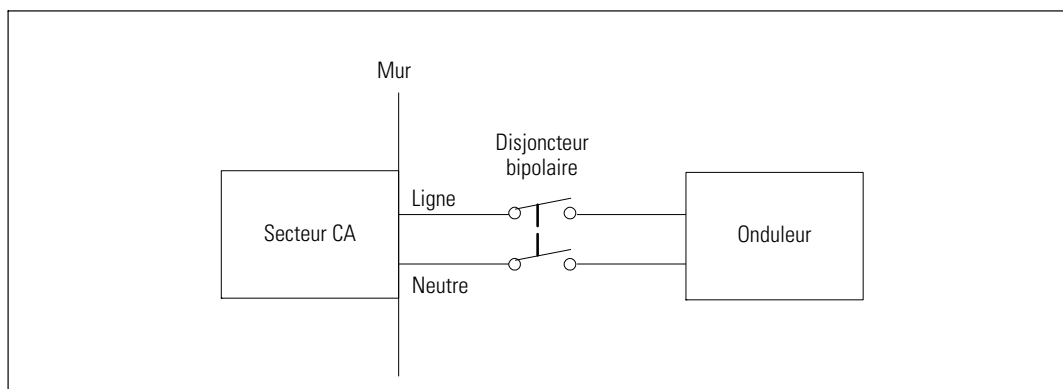 Mur
Disjoncteur
bipolaire
Ligne
Secteur CA
Onduleur
Neutre